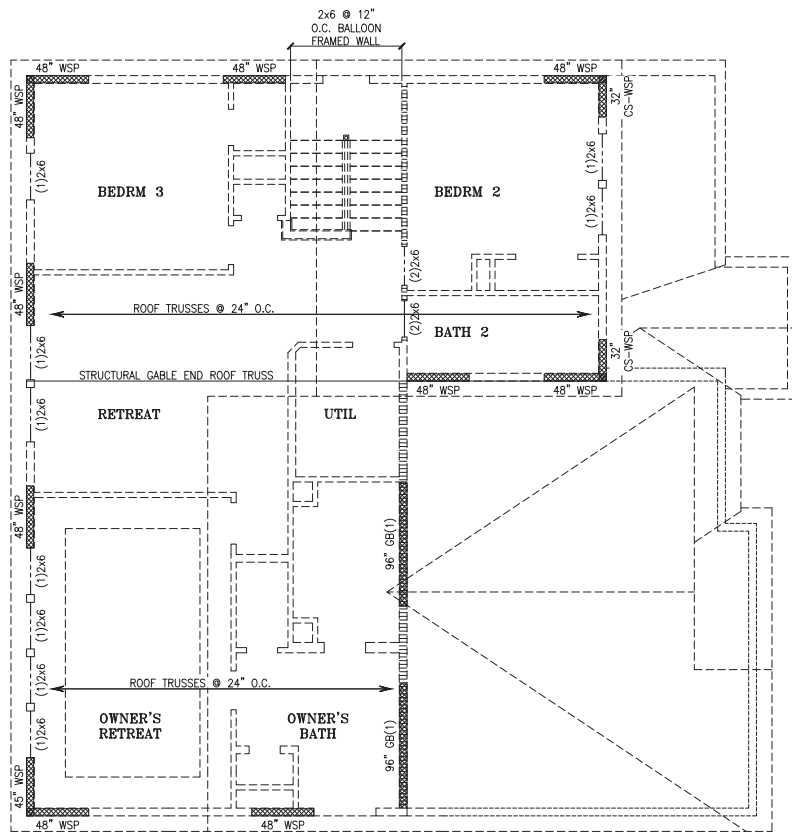 2x6 @ 12"
O.C. BALLOON
FRAMED WALL
48" WSP
48" WSP
48" WSP
48" WSP
32"
CS-WSP
(1)2x6
BEDRM 3
BEDRM 2
(1)2x6
(1)2x6
48" WSP
(2)2x6
ROOF TRUSSES @ 24" O.C.
(2)2x6
BATH 2
(1)2x6
32"
CS-WSP
STRUCTURAL GABLE END ROOF TRUSS
48" WSP
48" WSP
(1)2x6
RETREAT
UTIL
48" WSP
96" GB(1)
(1)2x6
(1)2x6
(1)2x6
ROOF TRUSSES @ 24" O.C.
(1)2x6
OWNER'S
RETREAT
OWNER'S
BATH
96" GB(1)
45" WSP
48" WSP
48" WSP